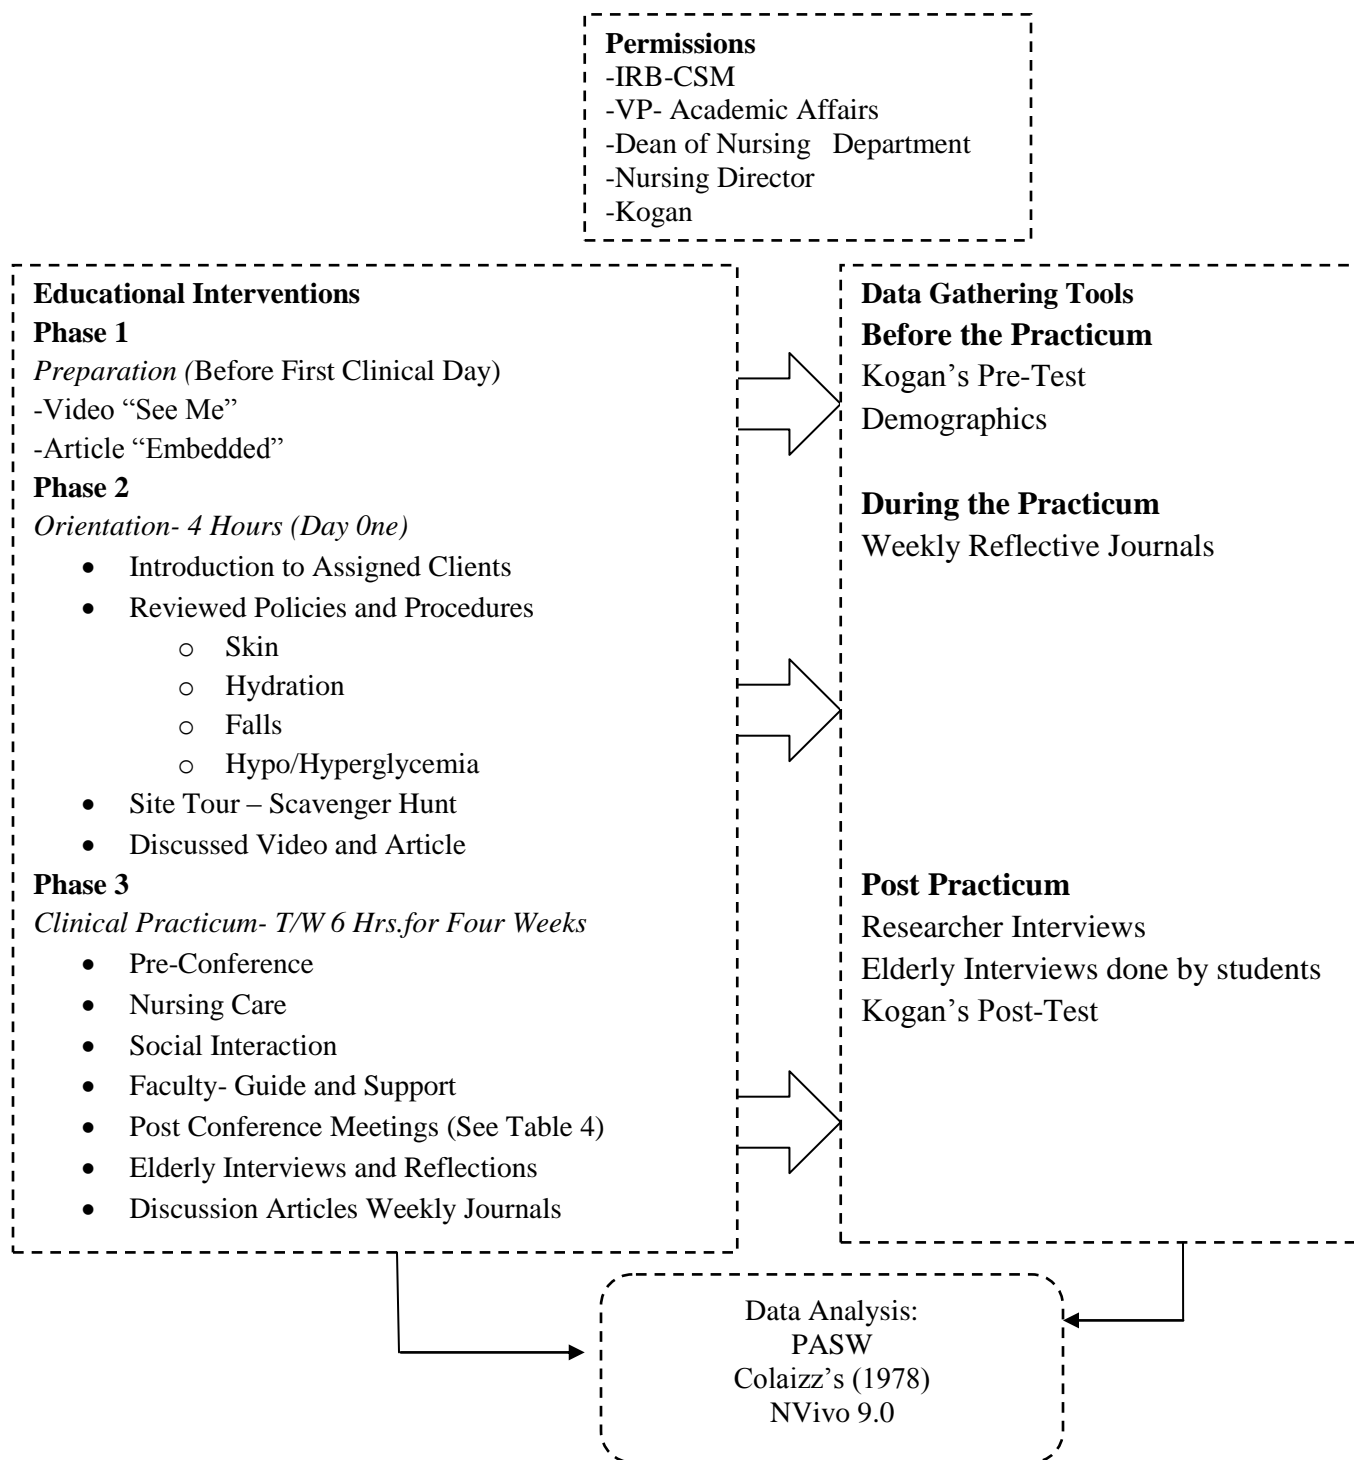 Permissions
-IRB-CSM
-VP- Academic Affairs
-Dean of Nursing   Department
-Nursing Director
-Kogan
Educational Interventions
Phase 1
Preparation (Before First Clinical Day)
-Video “See Me”
-Article “Embedded”
Phase 2
Orientation- 4 Hours (Day 0ne)
• Introduction to Assigned Clients
• Reviewed Policies and Procedures
o Skin
o Hydration
o Falls
o Hypo/Hyperglycemia
• Site Tour – Scavenger Hunt
• Discussed Video and Article
Phase 3
Clinical Practicum- T/W 6 Hrs.for Four Weeks
• Pre-Conference
• Nursing Care
• Social Interaction
• Faculty- Guide and Support
• Post Conference Meetings (See Table 4)
• Elderly Interviews and Reflections
• Discussion Articles Weekly Journals
Data Gathering Tools
Before the Practicum
Kogan’s Pre-Test
Demographics
During the Practicum
Weekly Reflective Journals
Post Practicum
Researcher Interviews
Elderly Interviews done by students
Kogan’s Post-Test
Data Analysis:
PASW
Colaizz’s (1978)
NVivo 9.0